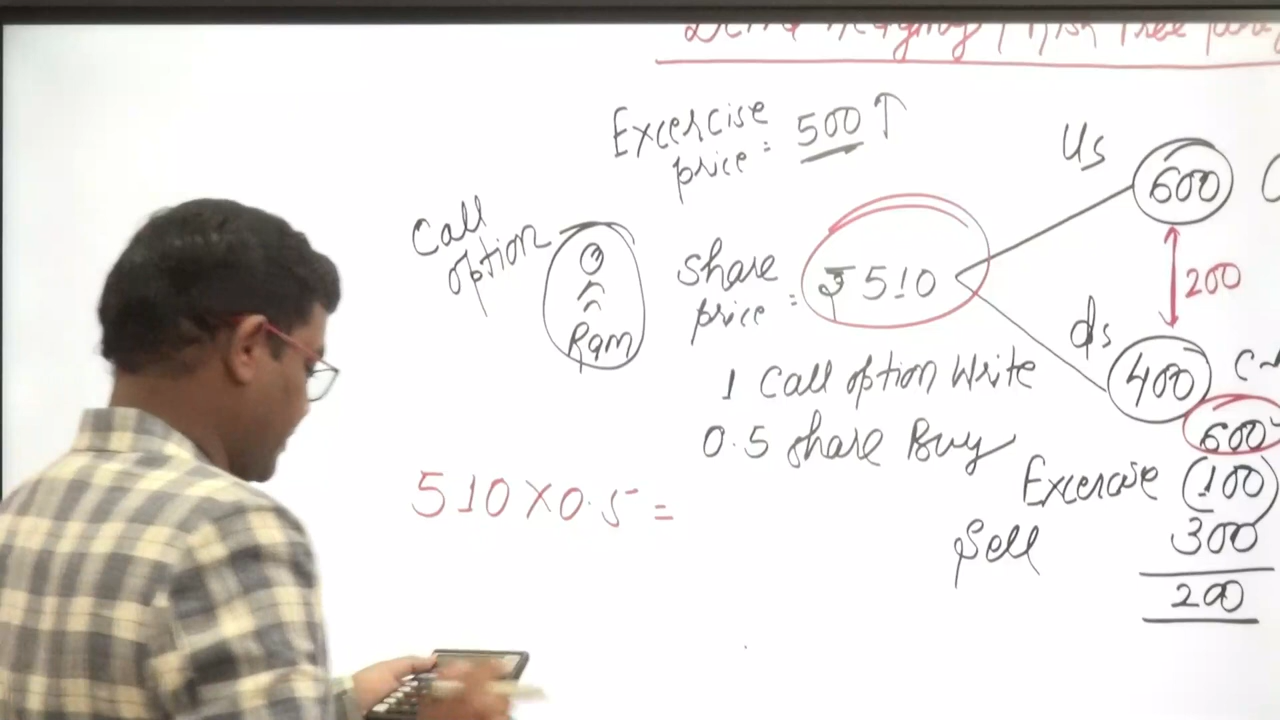 Excercise
price = 500 ↑
Us
600
Call
option
Ram
Share
price = ₹510
200
ds
400
1 Call option Write
0.5 Share Buy
600
Excercise (100)
510×0.5=
Sell 300
200